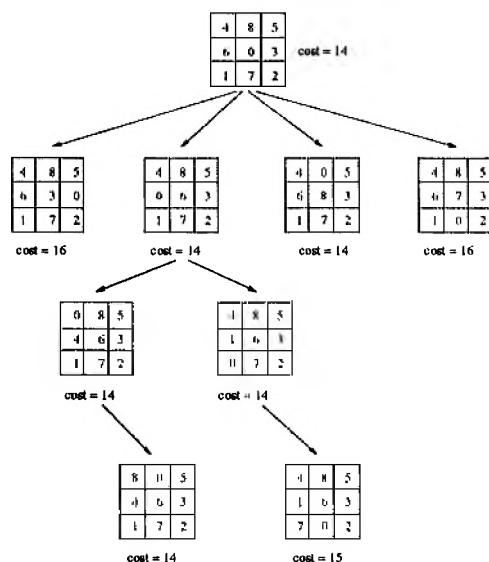 4 8 5
6 0 3 cost = 14
1 7 2
4 8 5 4 8 5 4 0 5 4 8 5
6 3 0 0 6 3 6 8 3 6 7 3
1 7 2 1 7 2 1 7 2 1 0 2
cost = 16 cost = 14 cost = 14 cost = 16
0 8 5 4 8 5
4 6 3 1 6 3
1 7 2 0 7 2
cost = 14 cost = 14
8 0 5 4 8 5
4 6 3 1 6 3
1 7 2 7 0 2
cost = 14 cost = 15